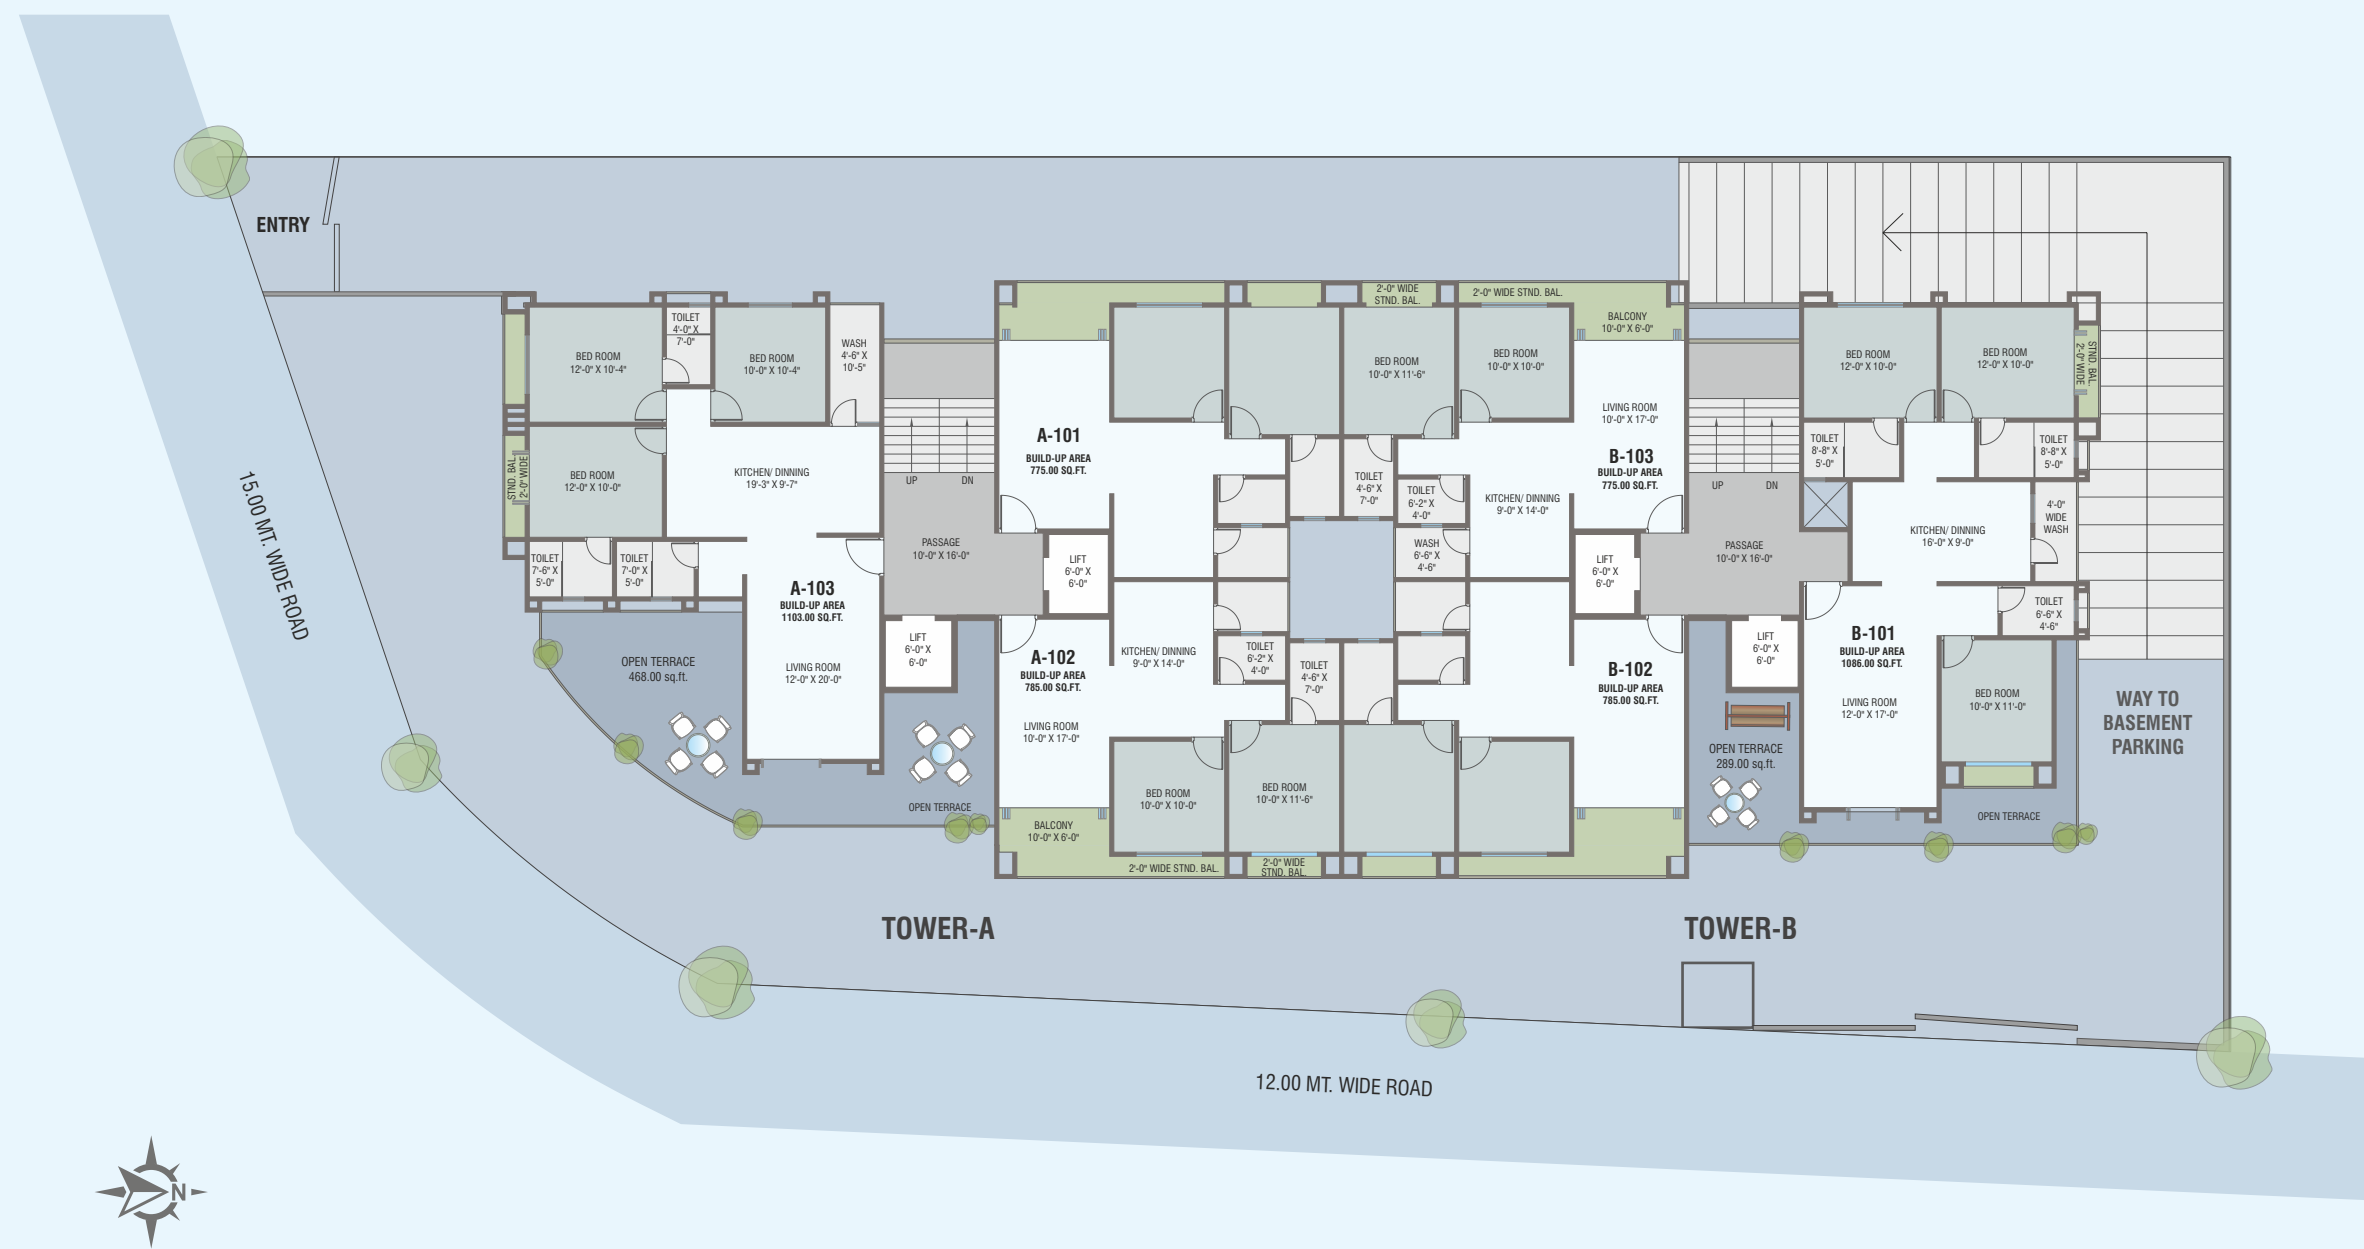 ENTRY
15.00 MT. WIDE ROAD
BED ROOM
12'-0" X 10'-4"
TOILET
4'-0" X
7'-0"
BED ROOM
10'-0" X 10'-4"
WASH
4'-6" X
10'-5"
STND. BAL.
2'-0" WIDE
BED ROOM
12'-0" X 10'-0"
KITCHEN/ DINNING
19'-3" X 9'-7"
TOILET
7'-6" X
5'-0"
TOILET
7'-0" X
5'-0"
A-103
BUILD-UP AREA
1103.00 SQ.FT.
LIVING ROOM
12'-0" X 20'-0"
OPEN TERRACE
468.00 sq.ft.
UP
DN
PASSAGE
10'-0" X 16'-0"
LIFT
6'-0" X
6'-0"
LIFT
6'-0" X
6'-0"
OPEN TERRACE
A-101
BUILD-UP AREA
775.00 SQ.FT.
A-102
BUILD-UP AREA
785.00 SQ.FT.
LIVING ROOM
10'-0" X 17'-0"
KITCHEN/ DINNING
9'-0" X 14'-0"
TOILET
6'-2" X
4'-0"
TOILET
4'-6" X
7'-0"
BED ROOM
10'-0" X 10'-0"
BED ROOM
10'-0" X 11'-6"
BALCONY
10'-0" X 6'-0"
2'-0" WIDE STND. BAL.
2'-0" WIDE
STND. BAL.
2'-0" WIDE
STND. BAL.
2'-0" WIDE STND. BAL.
BALCONY
10'-0" X 6'-0"
BED ROOM
10'-0" X 11'-6"
BED ROOM
10'-0" X 10'-0"
LIVING ROOM
10'-0" X 17'-0"
B-103
BUILD-UP AREA
775.00 SQ.FT.
TOILET
4'-6" X
7'-0"
TOILET
6'-2" X
4'-0"
KITCHEN/ DINNING
9'-0" X 14'-0"
WASH
6'-6" X
4'-6"
LIFT
6'-0" X
6'-0"
B-102
BUILD-UP AREA
785.00 SQ.FT.
UP
DN
PASSAGE
10'-0" X 16'-0"
LIFT
6'-0" X
6'-0"
OPEN TERRACE
289.00 sq.ft.
BED ROOM
12'-0" X 10'-0"
BED ROOM
12'-0" X 10'-0"
STND. BAL.
2'-0" WIDE
TOILET
8'-8" X
5'-0"
TOILET
8'-8" X
5'-0"
KITCHEN/ DINNING
16'-0" X 9'-0"
4'-0"
WIDE
WASH
TOILET
6'-6" X
4'-6"
B-101
BUILD-UP AREA
1086.00 SQ.FT.
LIVING ROOM
12'-0" X 17'-0"
BED ROOM
10'-0" X 11'-0"
OPEN TERRACE
WAY TO
BASEMENT
PARKING
TOWER-A
TOWER-B
12.00 MT. WIDE ROAD
N